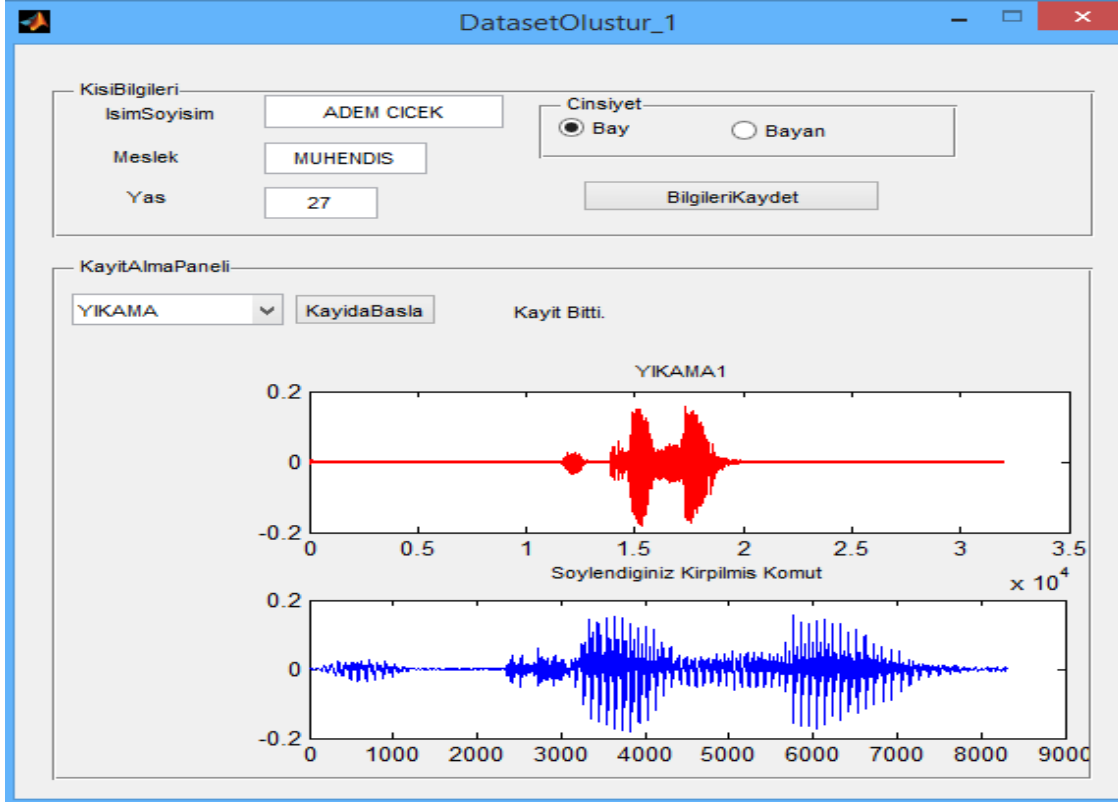 DatasetOlustur_1
KisiBilgileri
IsimSoyisim ADEM CICEK
Cinsiyet
Bay Bayan
Meslek MUHENDIS
Yas 27
BilgileriKaydet
KayitAlmaPaneli
YIKAMA KayidaBasla Kayit Bitti.
YIKAMA1
0.2
0
-0.2
0 0.5 1 1.5 2 2.5 3 3.5
x 10^4
Soylendiginiz Kirpilmis Komut
0.2
0
-0.2
0 1000 2000 3000 4000 5000 6000 7000 8000 9000